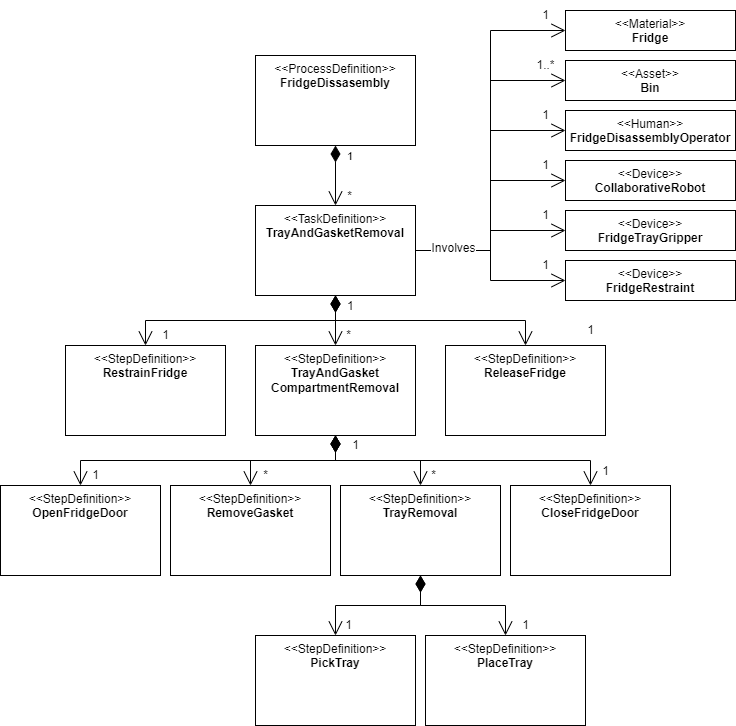 <<ProcessDefinition>>
FridgeDissasembly
1
*
<<TaskDefinition>>
TrayAndGasketRemoval
Involves
1
<<Material>>
Fridge
1..*
<<Asset>>
Bin
1
<<Human>>
FridgeDisassemblyOperator
1
<<Device>>
CollaborativeRobot
1
<<Device>>
FridgeTrayGripper
1
<<Device>>
FridgeRestraint
1
1
*
1
<<StepDefinition>>
RestrainFridge
<<StepDefinition>>
TrayAndGasket
CompartmentRemoval
<<StepDefinition>>
ReleaseFridge
1
1
*
*
1
<<StepDefinition>>
OpenFridgeDoor
<<StepDefinition>>
RemoveGasket
<<StepDefinition>>
TrayRemoval
<<StepDefinition>>
CloseFridgeDoor
1
1
<<StepDefinition>>
PickTray
<<StepDefinition>>
PlaceTray